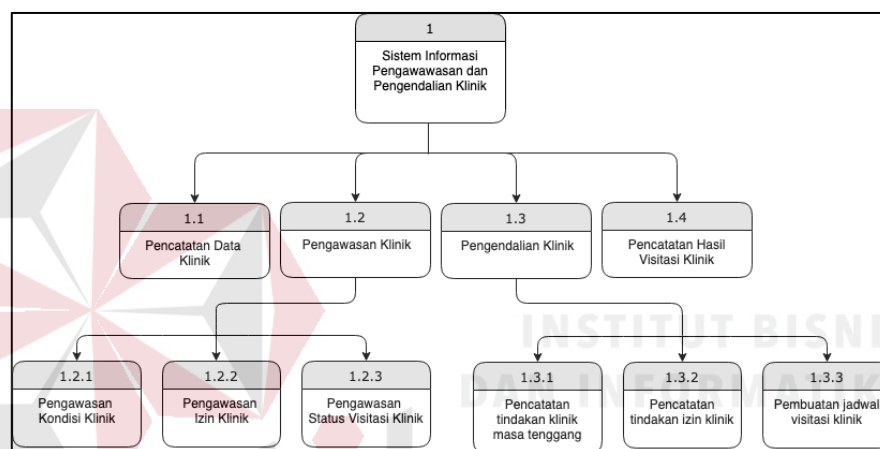 1
Sistem Informasi
Pengawawasan dan
Pengendalian Klinik
1.1
Pencatatan Data
Klinik
1.2
Pengawasan Klinik
1.3
Pengendalian Klinik
1.4
Pencatatan Hasil
Visitasi Klinik
INSTITUT BISNI
DAN INFORMATIK
1.2.1
Pengawasan
Kondisi Klinik
1.2.2
Pengawasan
Izin Klinik
1.2.3
Pengawasan
Status Visitasi Klinik
1.3.1
Pencatatan
tindakan klinik
masa tenggang
1.3.2
Pencatatan
tindakan izin klinik
1.3.3
Pembuatan jadwal
visitasi klinik